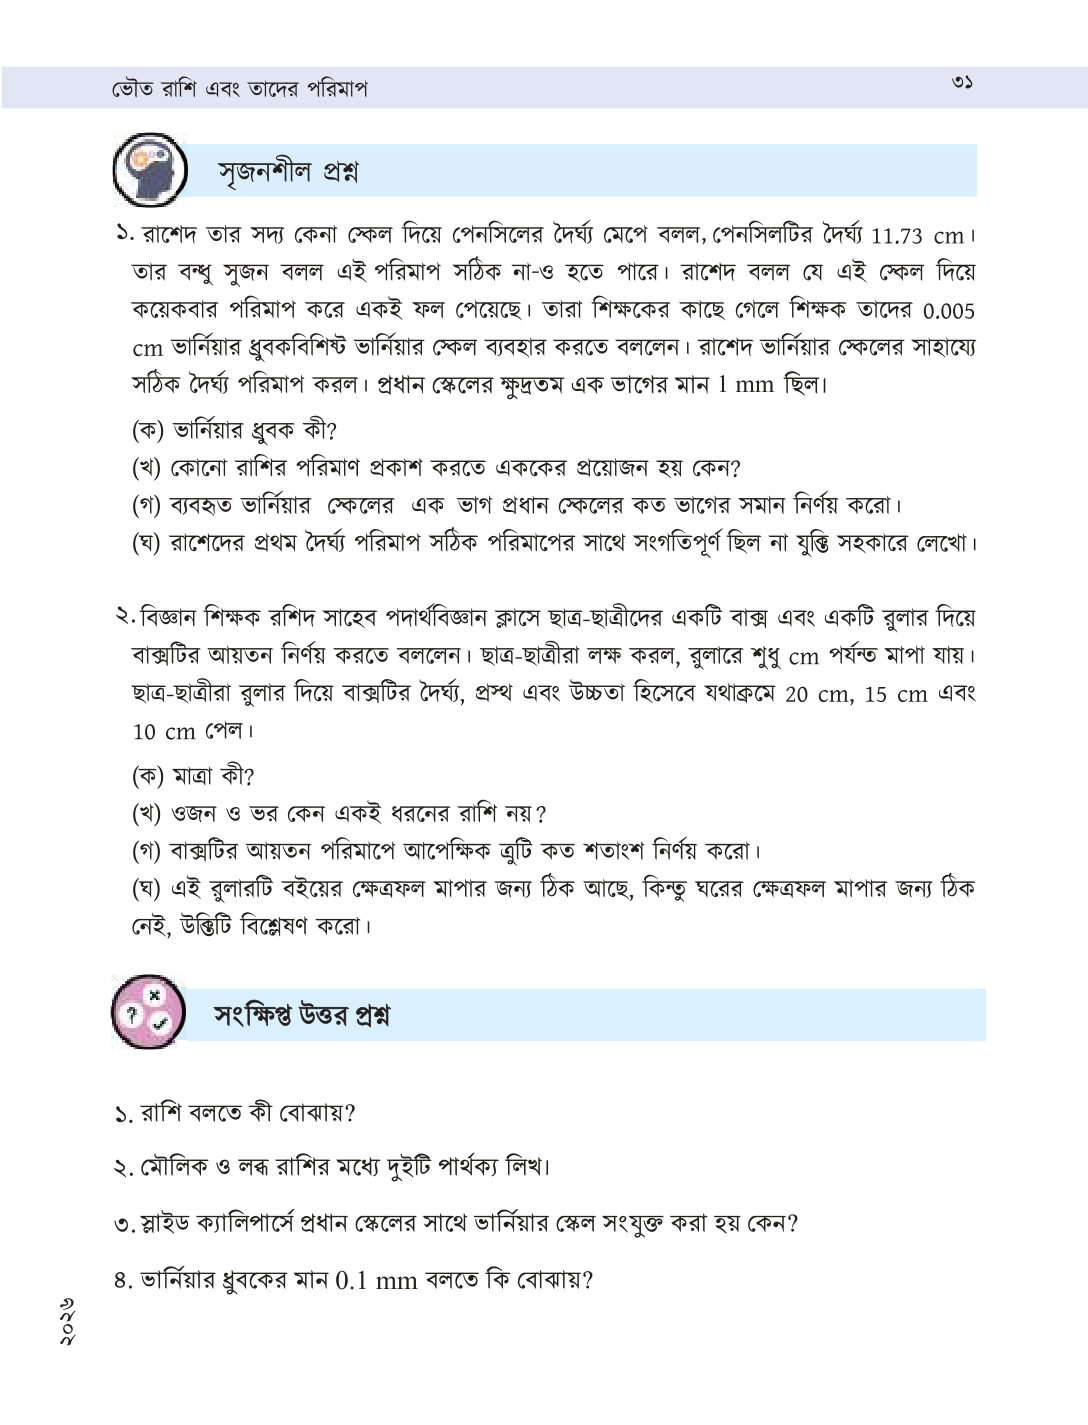 ভৌত রাশি এবং তাদের পরিমাপ ৩১
সৃজনশীল প্রশ্ন
১. রাশেদ তার সদ্য কেনা স্কেল দিয়ে পেনসিলের দৈর্ঘ্য মেপে বলল, পেনসিলটির দৈর্ঘ্য 11.73 cm।
তার বন্ধু সুজন বলল এই পরিমাপ সঠিক না-ও হতে পারে। রাশেদ বলল যে এই স্কেল দিয়ে
কয়েকবার পরিমাপ করে একই ফল পেয়েছে। তারা শিক্ষকের কাছে গেলে শিক্ষক তাদের 0.005
cm ভার্নিয়ার ধ্রুবকবিশিষ্ট ভার্নিয়ার স্কেল ব্যবহার করতে বললেন। রাশেদ ভার্নিয়ার স্কেলের সাহায্যে
সঠিক দৈর্ঘ্য পরিমাপ করল। প্রধান স্কেলের ক্ষুদ্রতম এক ভাগের মান 1 mm ছিল।
(ক) ভার্নিয়ার ধ্রুবক কী?
(খ) কোনো রাশির পরিমাণ প্রকাশ করতে এককের প্রয়োজন হয় কেন?
(গ) ব্যবহৃত ভার্নিয়ার স্কেলের এক ভাগ প্রধান স্কেলের কত ভাগের সমান নির্ণয় করো।
(ঘ) রাশেদের প্রথম দৈর্ঘ্য পরিমাপ সঠিক পরিমাপের সাথে সংগতিপূর্ণ ছিল না যুক্তি সহকারে লেখো।
২. বিজ্ঞান শিক্ষক রশিদ সাহেব পদার্থবিজ্ঞান ক্লাসে ছাত্র-ছাত্রীদের একটি বাক্স এবং একটি রুলার দিয়ে
বাক্সটির আয়তন নির্ণয় করতে বললেন। ছাত্র-ছাত্রীরা লক্ষ করল, রুলারে শুধু cm পর্যন্ত মাপা যায়।
ছাত্র-ছাত্রীরা রুলার দিয়ে বাক্সটির দৈর্ঘ্য, প্রস্থ এবং উচ্চতা হিসেবে যথাক্রমে 20 cm, 15 cm এবং
10 cm পেল।
(ক) মাত্রা কী?
(খ) ওজন ও ভর কেন একই ধরনের রাশি নয়?
(গ) বাক্সটির আয়তন পরিমাপে আপেক্ষিক ত্রুটি কত শতাংশ নির্ণয় করো।
(ঘ) এই রুলারটি বইয়ের ক্ষেত্রফল মাপার জন্য ঠিক আছে, কিন্তু ঘরের ক্ষেত্রফল মাপার জন্য ঠিক
নেই, উক্তিটি বিশ্লেষণ করো।
সংক্ষিপ্ত উত্তর প্রশ্ন
১. রাশি বলতে কী বোঝায়?
২. মৌলিক ও লব্ধ রাশির মধ্যে দুইটি পার্থক্য লিখ।
৩. স্লাইড ক্যালিপার্সে প্রধান স্কেলের সাথে ভার্নিয়ার স্কেল সংযুক্ত করা হয় কেন?
৪. ভার্নিয়ার ধ্রুবকের মান 0.1 mm বলতে কি বোঝায়?
২০২৬